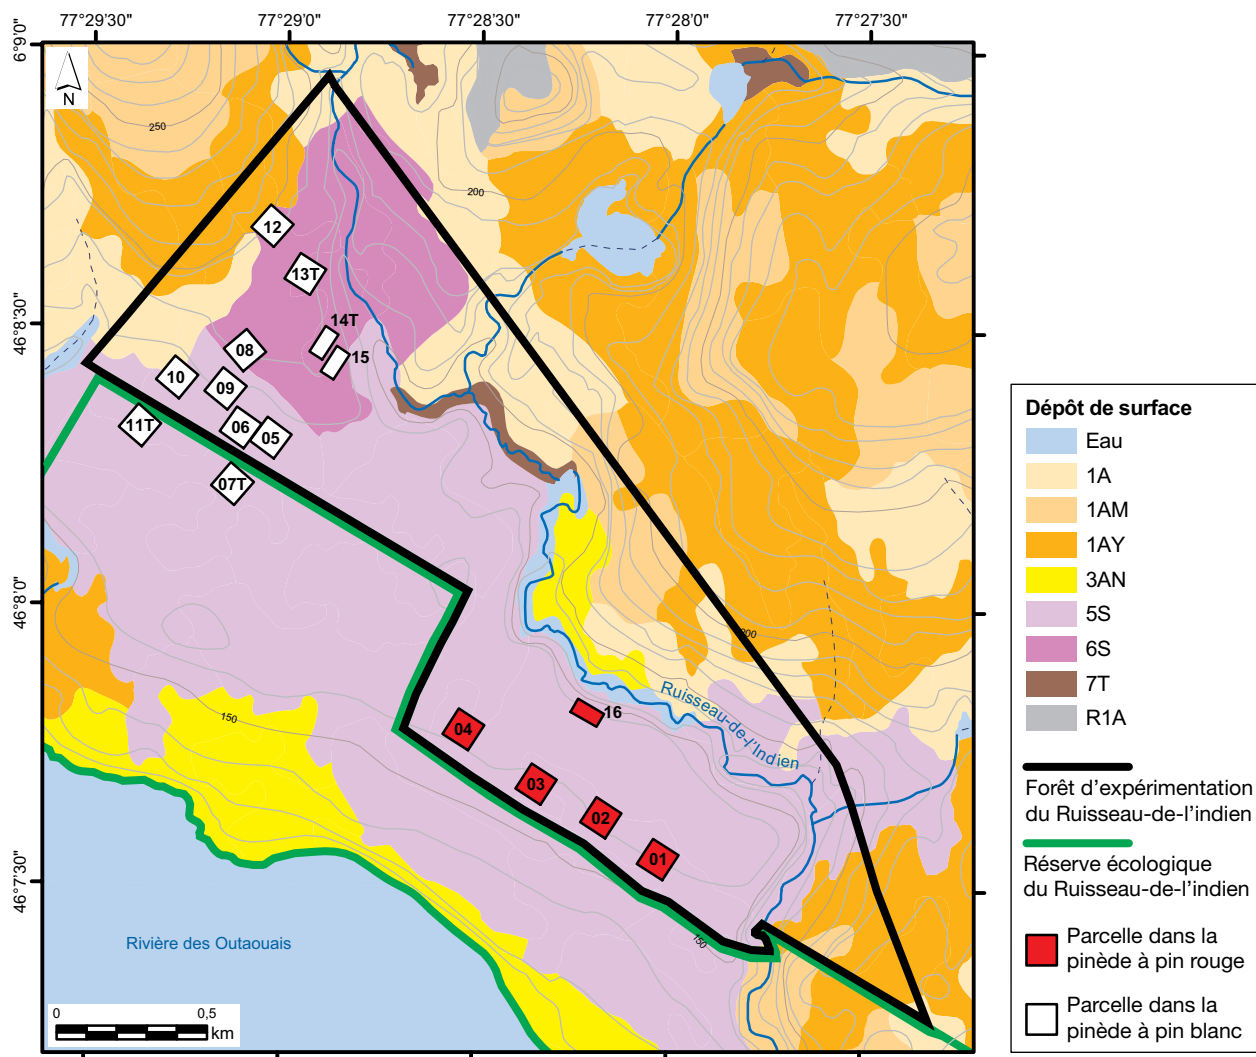 77°29'30"
77°29'0"
77°28'30"
77°28'0"
77°27'30"
6°9'0"
46°8'30"
46°8'0"
46°7'30"
N
250
200
12
13T
14T
15
08
10
09
11T
06
05
07T
200
16
Ruisseau-de-l'Indien
04
03
02
01
150
150
Rivière des Outaouais
0
0,5
km
Dépôt de surface
Eau
1A
1AM
1AY
3AN
5S
6S
7T
R1A
Forêt d'expérimentation
du Ruisseau-de-l'indien
Réserve écologique
du Ruisseau-de-l'indien
Parcelle dans la
pinède à pin rouge
Parcelle dans la
pinède à pin blanc